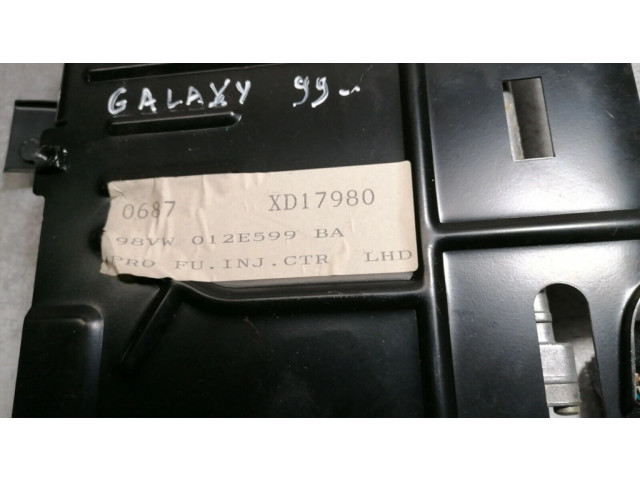 GALAXY 99-
0687 XD17980
98VW 012E599 BA
PRO FU.INJ.CTR LHD